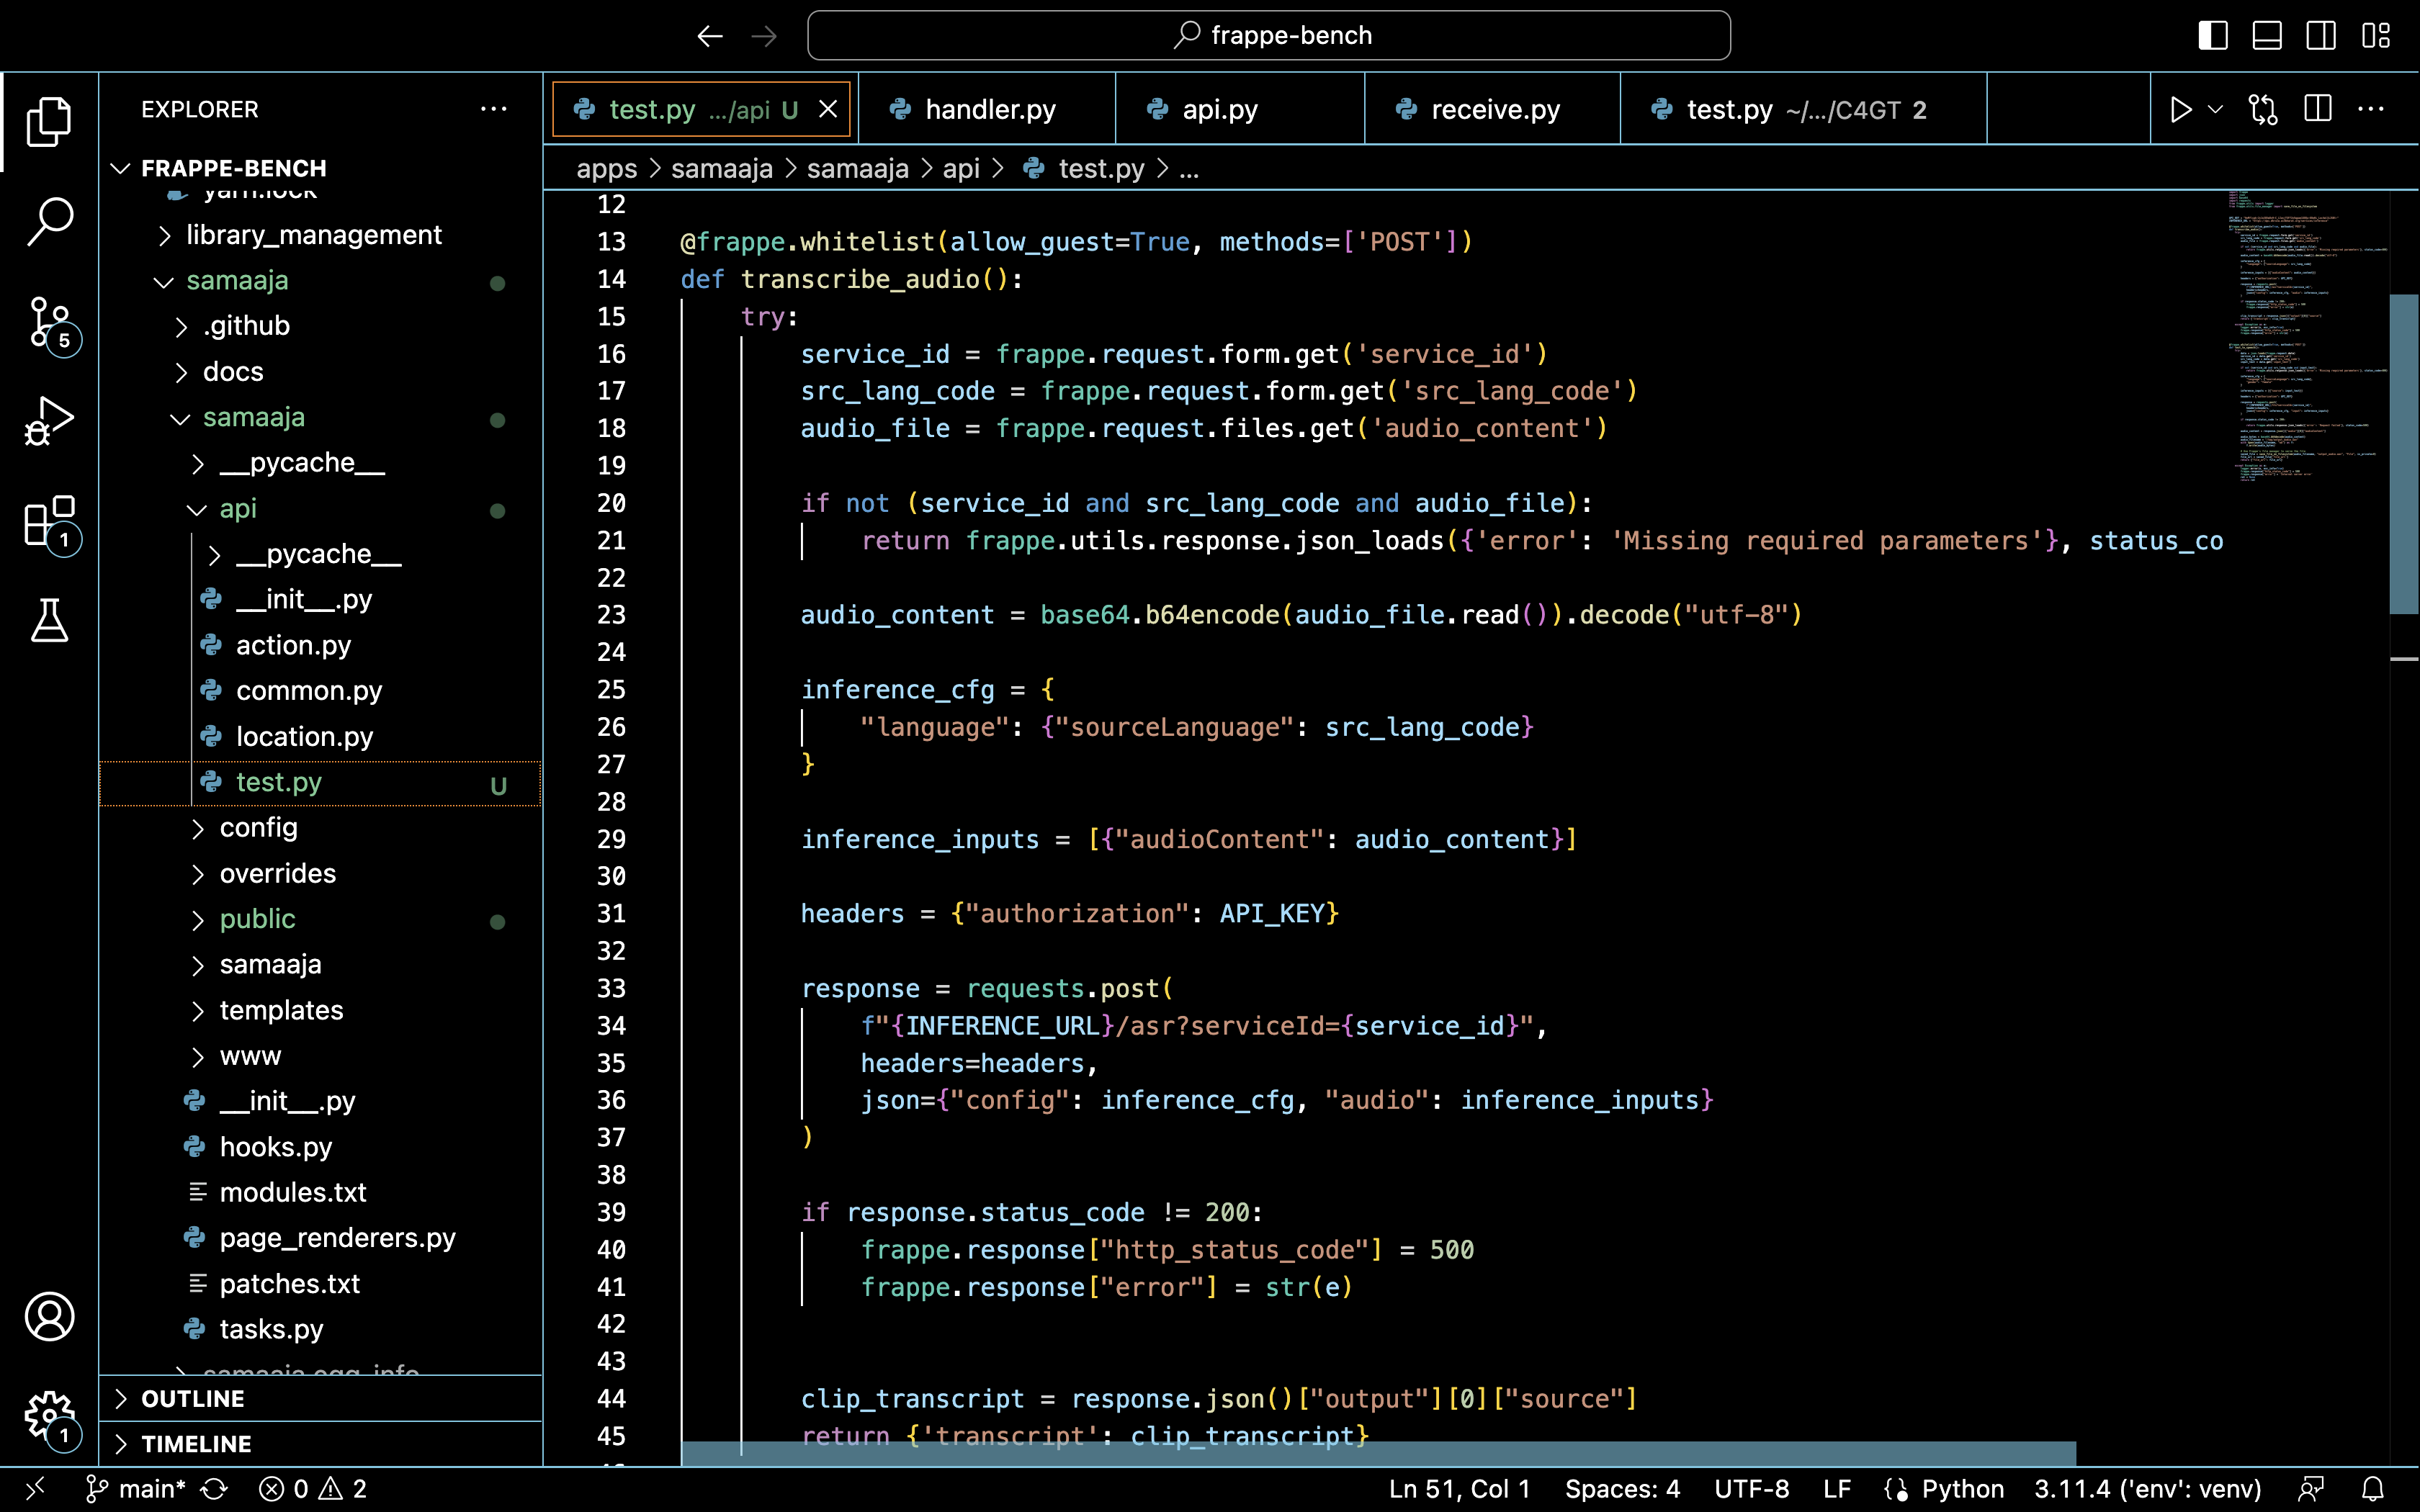 frappe-bench
EXPLORER
test.py .../api U
handler.py
api.py
receive.py
test.py ~/.../C4GT 2
FRAPPE-BENCH
apps > samaaja > samaaja > api > test.py > ...
yarn.lock
library_management
samaaja
.github
docs
samaaja
__pycache__
api
__pycache__
__init__.py
action.py
common.py
location.py
test.py U
config
overrides
public
samaaja
templates
www
__init__.py
hooks.py
modules.txt
page_renderers.py
patches.txt
tasks.py
samaaja.egg-info
OUTLINE
TIMELINE
5
1
1
12
13 @frappe.whitelist(allow_guest=True, methods=['POST'])
14 def transcribe_audio():
15 try:
16 service_id = frappe.request.form.get('service_id')
17 src_lang_code = frappe.request.form.get('src_lang_code')
18 audio_file = frappe.request.files.get('audio_content')
19
20 if not (service_id and src_lang_code and audio_file):
21 return frappe.utils.response.json_loads({'error': 'Missing required parameters'}, status_co
22
23 audio_content = base64.b64encode(audio_file.read()).decode("utf-8")
24
25 inference_cfg = {
26 "language": {"sourceLanguage": src_lang_code}
27 }
28
29 inference_inputs = [{"audioContent": audio_content}]
30
31 headers = {"authorization": API_KEY}
32
33 response = requests.post(
34 f"{INFERENCE_URL}/asr?serviceId={service_id}",
35 headers=headers,
36 json={"config": inference_cfg, "audio": inference_inputs}
37 )
38
39 if response.status_code != 200:
40 frappe.response["http_status_code"] = 500
41 frappe.response["error"] = str(e)
42
43
44 clip_transcript = response.json()["output"][0]["source"]
45 return {'transcript': clip_transcript}
main* 0 2
Ln 51, Col 1 Spaces: 4 UTF-8 LF Python 3.11.4 ('env': venv)